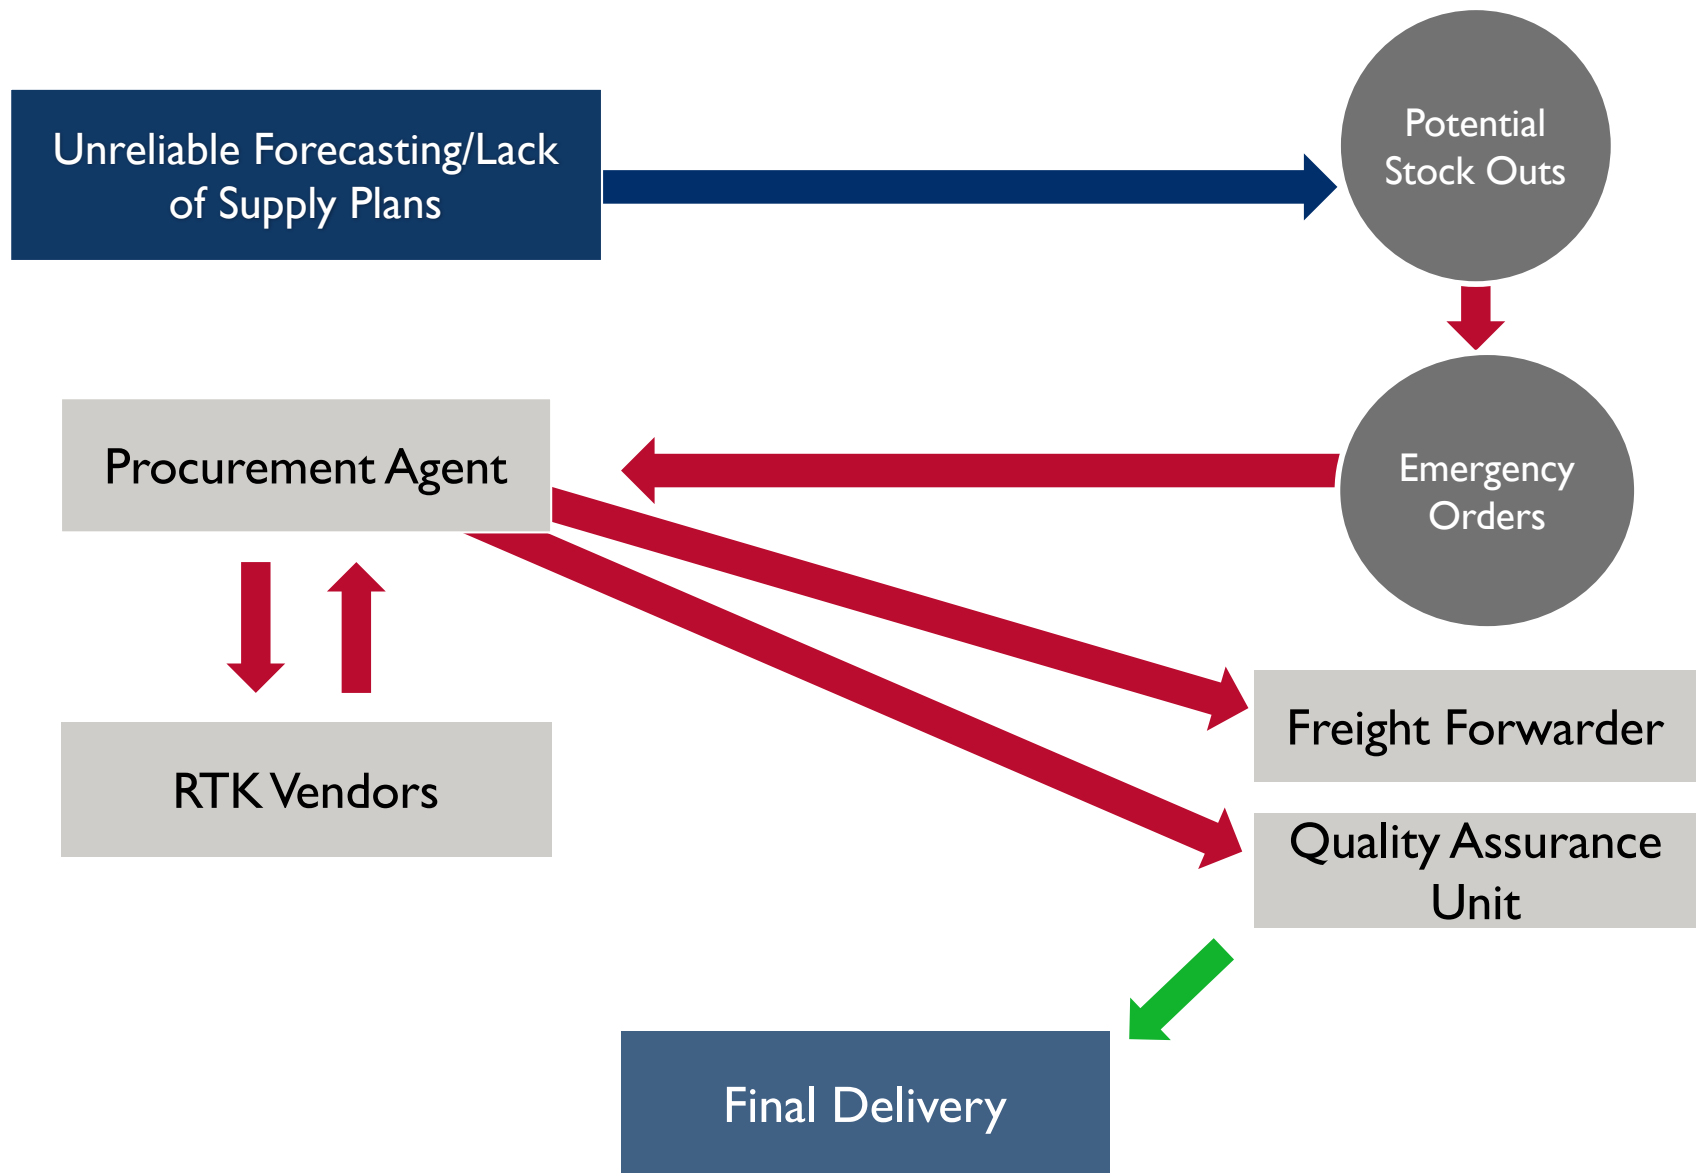 Unreliable Forecasting/Lack
of Supply Plans
Potential
Stock Outs
Procurement Agent
Emergency
Orders
RTK Vendors
Freight Forwarder
Quality Assurance
Unit
Final Delivery